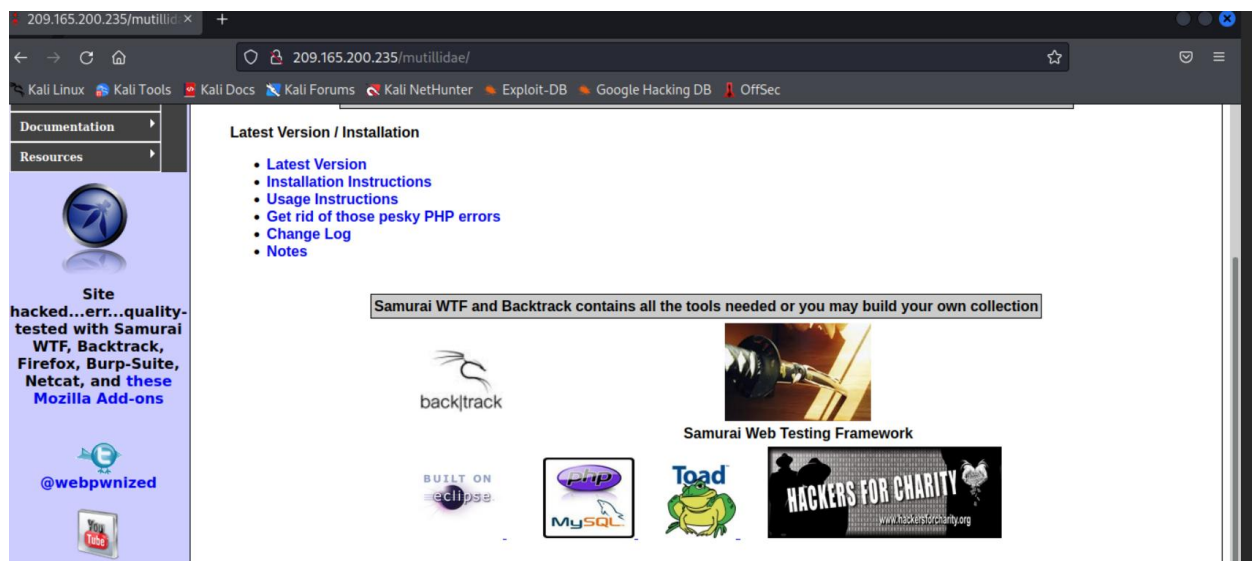 209.165.200.235/mutillid
209.165.200.235/mutillidae/
Kali Linux Kali Tools Kali Docs Kali Forums Kali NetHunter Exploit-DB Google Hacking DB OffSec
Documentation
Resources
Site
hacked...err...quality-
tested with Samurai
WTF, Backtrack,
Firefox, Burp-Suite,
Netcat, and these
Mozilla Add-ons
@webpwnized
You
Tube
Latest Version / Installation
Latest Version
Installation Instructions
Usage Instructions
Get rid of those pesky PHP errors
Change Log
Notes
Samurai WTF and Backtrack contains all the tools needed or you may build your own collection
back|track
Samurai Web Testing Framework
BUILT ON
eclipse
php
MySQL
Toad
HACKERS FOR CHARITY
www.hackersforcharity.org